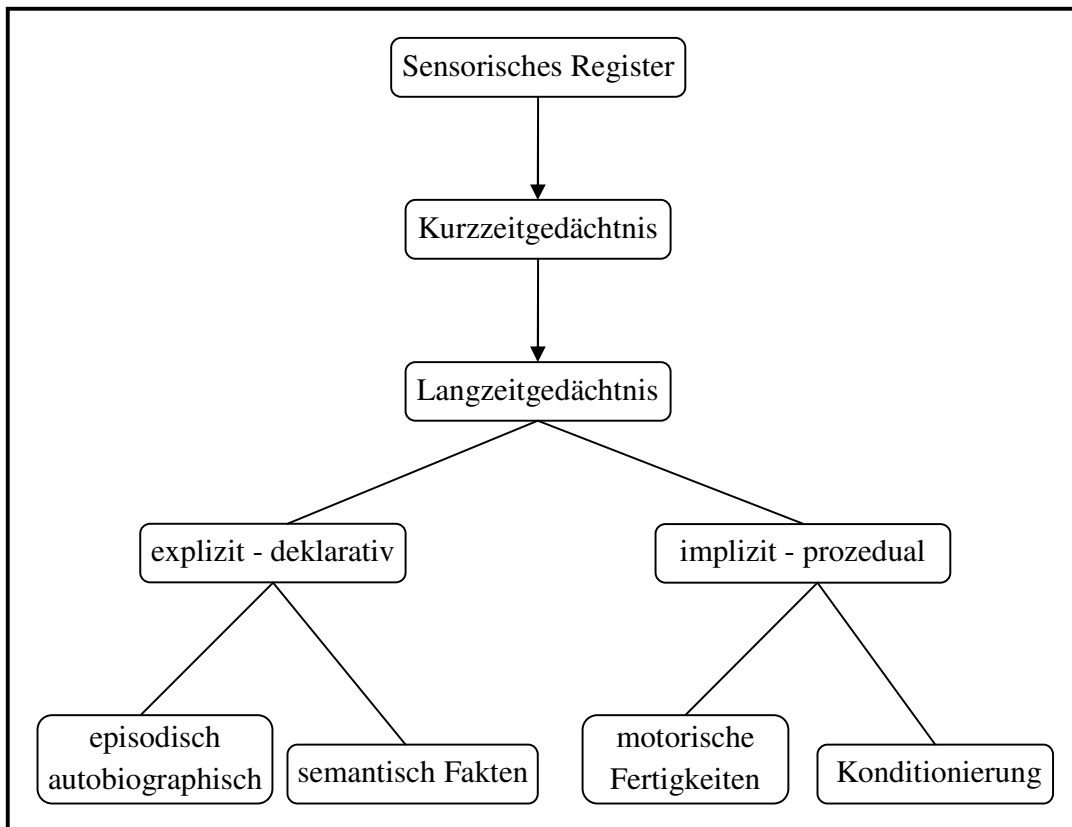 Sensorisches Register
Kurzzeitgedächtnis
Langzeitgedächtnis
explizit - deklarativ
implizit - prozedual
episodisch
autobiographisch
semantisch Fakten
motorische
Fertigkeiten
Konditionierung